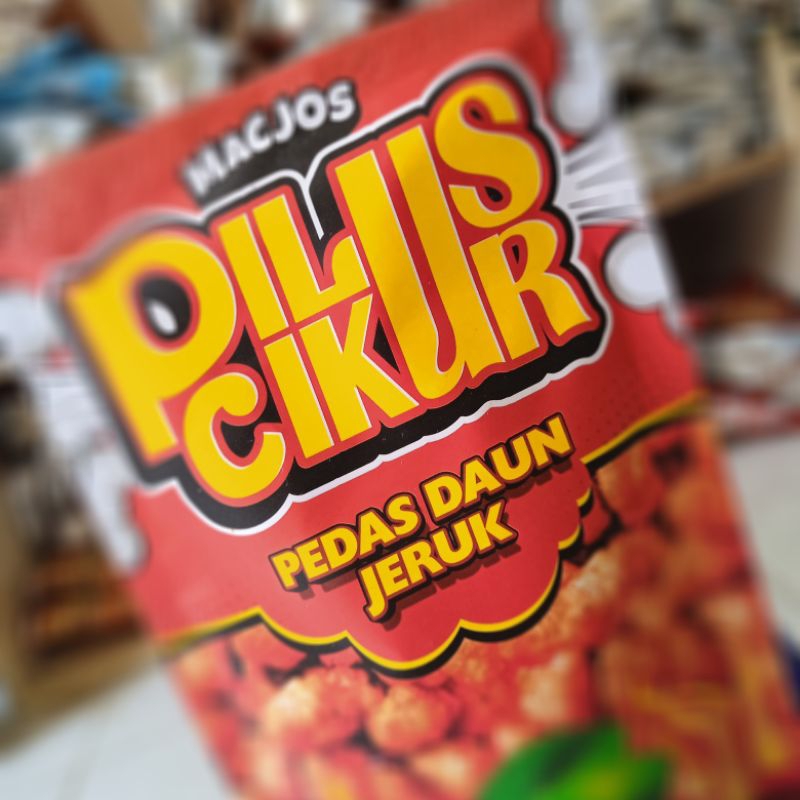 MACJOS
PILUS
CIKUR
PEDAS DAUN
JERUK